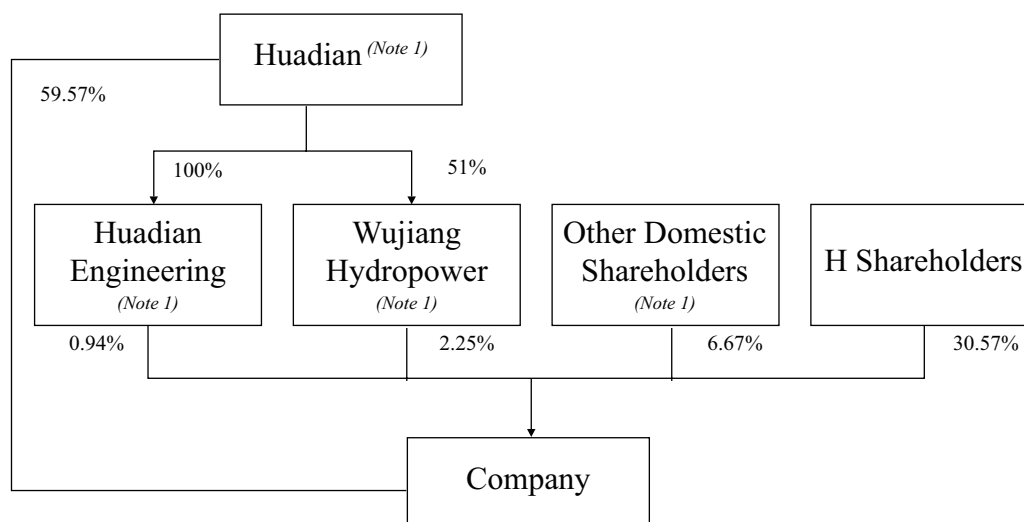 Huadian (Note 1)
59.57%
100%
51%
Huadian
Engineering
(Note 1)
Wujiang
Hydropower
(Note 1)
Other Domestic
Shareholders
(Note 1)
H Shareholders
0.94%
2.25%
6.67%
30.57%
Company